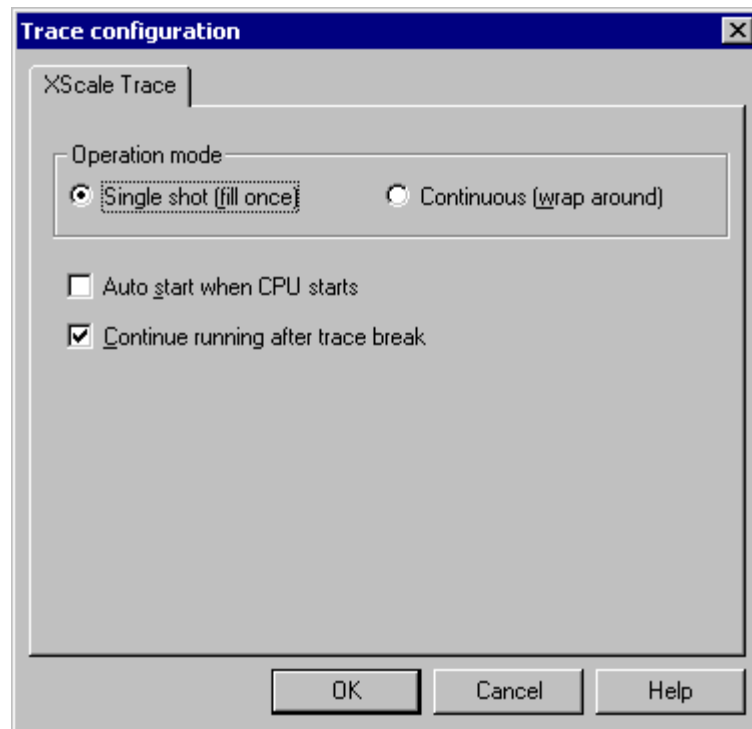 Trace configuration
XScale Trace
Operation mode
Single shot (fill once)
Continuous (wrap around)
Auto start when CPU starts
Continue running after trace break
OK
Cancel
Help